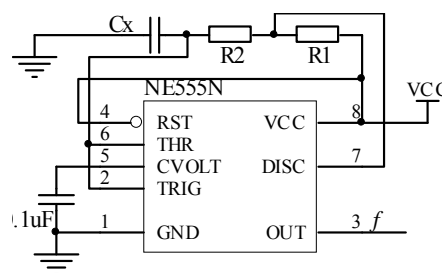 Cx
R2 R1
NE555N
VCC
4 RST VCC 8
6 THR
5 CVOLT DISC 7
2 TRIG
.1uF
1 GND OUT 3 f